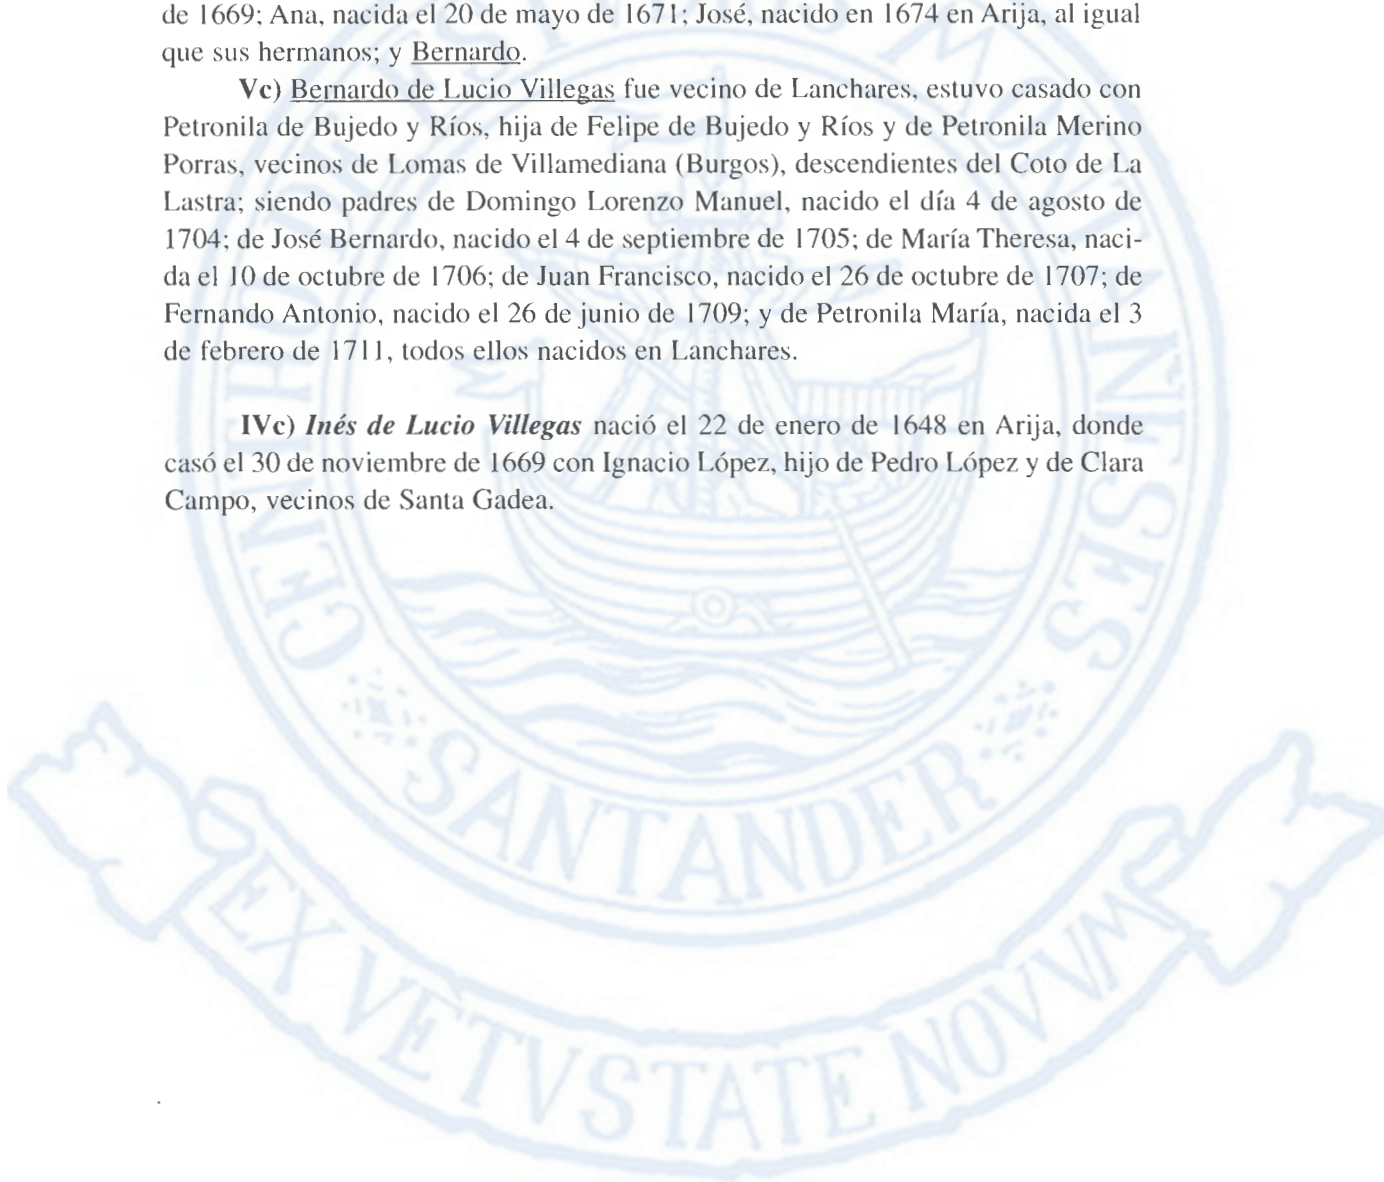 de 1669; Ana, nacida el 20 de mayo de 1671; José, nacido en 1674 en Arija, al igual
que sus hermanos; y Bernardo.
Vc) Bernardo de Lucio Villegas fue vecino de Lanchares, estuvo casado con
Petronila de Bujedo y Ríos, hija de Felipe de Bujedo y Ríos y de Petronila Merino
Porras, vecinos de Lomas de Villamediana (Burgos), descendientes del Coto de La
Lastra; siendo padres de Domingo Lorenzo Manuel, nacido el día 4 de agosto de
1704; de José Bernardo, nacido el 4 de septiembre de 1705; de María Theresa, naci-
da el 10 de octubre de 1706; de Juan Francisco, nacido el 26 de octubre de 1707; de
Fernando Antonio, nacido el 26 de junio de 1709; y de Petronila María, nacida el 3
de febrero de 1711, todos ellos nacidos en Lanchares.
IVc) Inés de Lucio Villegas nació el 22 de enero de 1648 en Arija, donde
casó el 30 de noviembre de 1669 con Ignacio López, hijo de Pedro López y de Clara
Campo, vecinos de Santa Gadea.
SANTANDER
EX VETVSTATE NOVVM